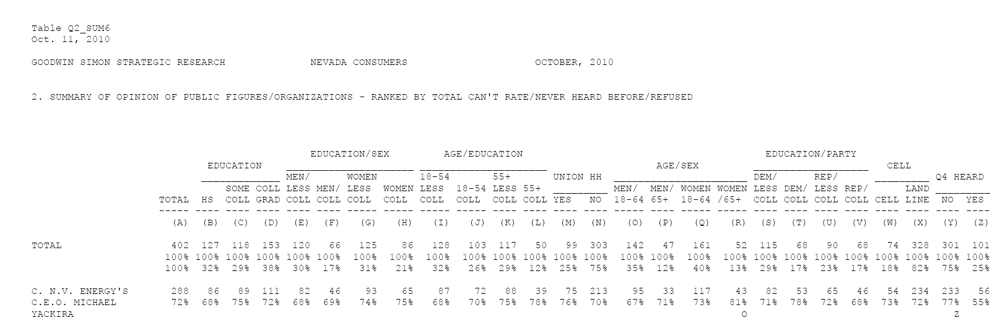 Table Q2_SUM6
Oct. 11, 2010
GOODWIN SIMON STRATEGIC RESEARCH              NEVADA CONSUMERS                     OCTOBER, 2010
2. SUMMARY OF OPINION OF PUBLIC FIGURES/ORGANIZATIONS - RANKED BY TOTAL CAN'T RATE/NEVER HEARD BEFORE/REFUSED
EDUCATION/SEX AGE/EDUCATION EDUCATION/PARTY
EDUCATION AGE/SEX CELL
MEN/ WOMEN 18-54 55+ UNION HH DEM/ REP/ Q4 HEARD
SOME COLL LESS MEN/ LESS WOMEN LESS 18-54 LESS 55+ MEN/ MEN/ WOMEN WOMEN LESS DEM/ LESS REP/ LAND
TOTAL HS COLL GRAD COLL COLL COLL COLL COLL COLL COLL COLL YES NO 18-64 65+ 18-64 /65+ COLL COLL COLL COLL CELL LINE NO YES
----- ---- ---- ---- ---- ---- ----- ----- ----- ----- ---- ---- ----- ---- ----- ---- ----- ----- ---- ---- ---- ---- ---- ---- ---- ----
(A) (B) (C) (D) (E) (F) (G) (H) (I) (J) (K) (L) (M) (N) (O) (P) (Q) (R) (S) (T) (U) (V) (W) (X) (Y) (Z)
TOTAL 402 127 118 153 120 66 125 86 128 103 117 50 99 303 142 47 161 52 115 68 90 68 74 328 301 101
100% 100% 100% 100% 100% 100% 100% 100% 100% 100% 100% 100% 100% 100% 100% 100% 100% 100% 100% 100% 100% 100% 100% 100% 100% 100%
100% 32% 29% 38% 30% 17% 31% 21% 32% 26% 29% 12% 25% 75% 35% 12% 40% 13% 29% 17% 23% 17% 18% 82% 75% 25%
C. N.V. ENERGY'S 288 86 89 111 82 46 93 65 87 72 88 39 75 213 95 33 117 43 82 53 65 46 54 234 233 56
C.E.O. MICHAEL 72% 68% 75% 72% 68% 69% 74% 75% 68% 70% 75% 78% 76% 70% 67% 71% 73% 81% 71% 78% 72% 68% 73% 72% 77% 55%
YACKIRA O Z